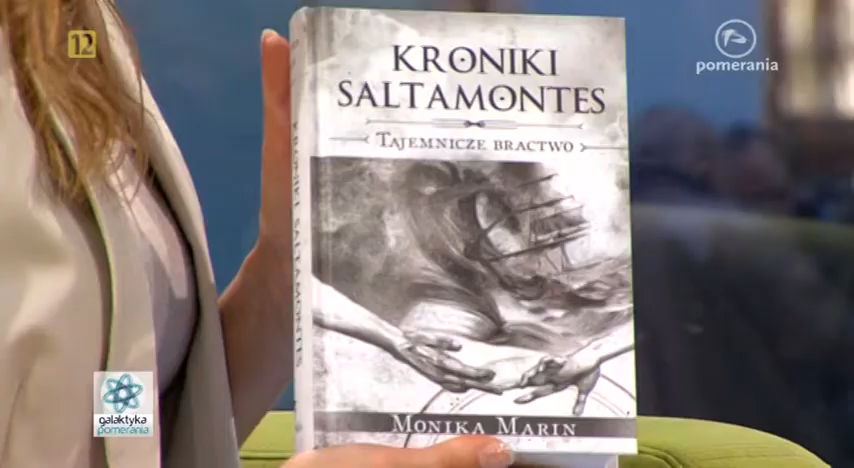 12
pomerania
KRONIKI
SALTAMONTES
TAJEMNICZE BRACTWO
KRONIKI SALTAMONTES
MONIKA MARIN
galaktyka
pomerania